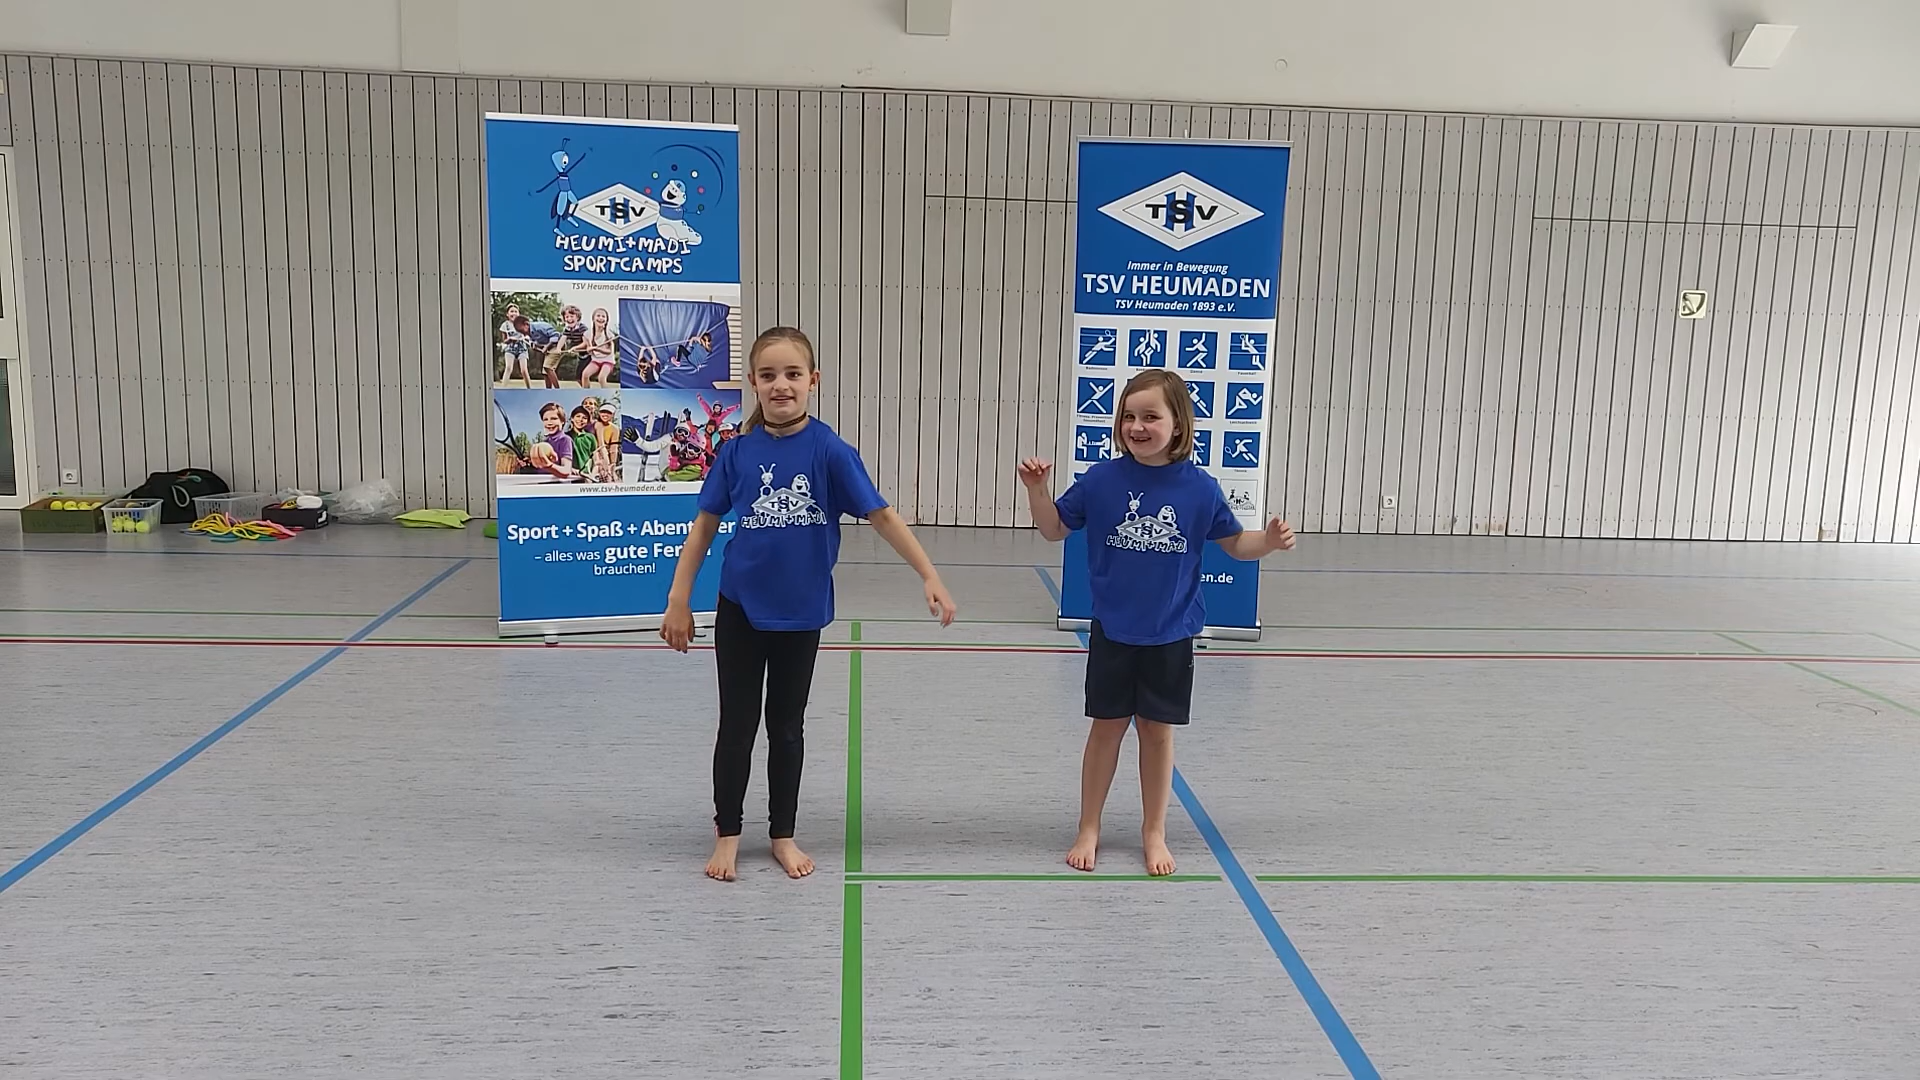 TSV
HEUMI+MADI
SPORTCAMPS
TSV Heumaden 1893 e.V.
www.tsv-heumaden.de
Sport + Spaß + Abent er
– alles was gute Fer
brauchen!
TSV
Immer in Bewegung
TSV HEUMADEN
TSV Heumaden 1893 e.V.
en.de
TSV
HEUMI+MADI
TSV
HEUMI+MADI